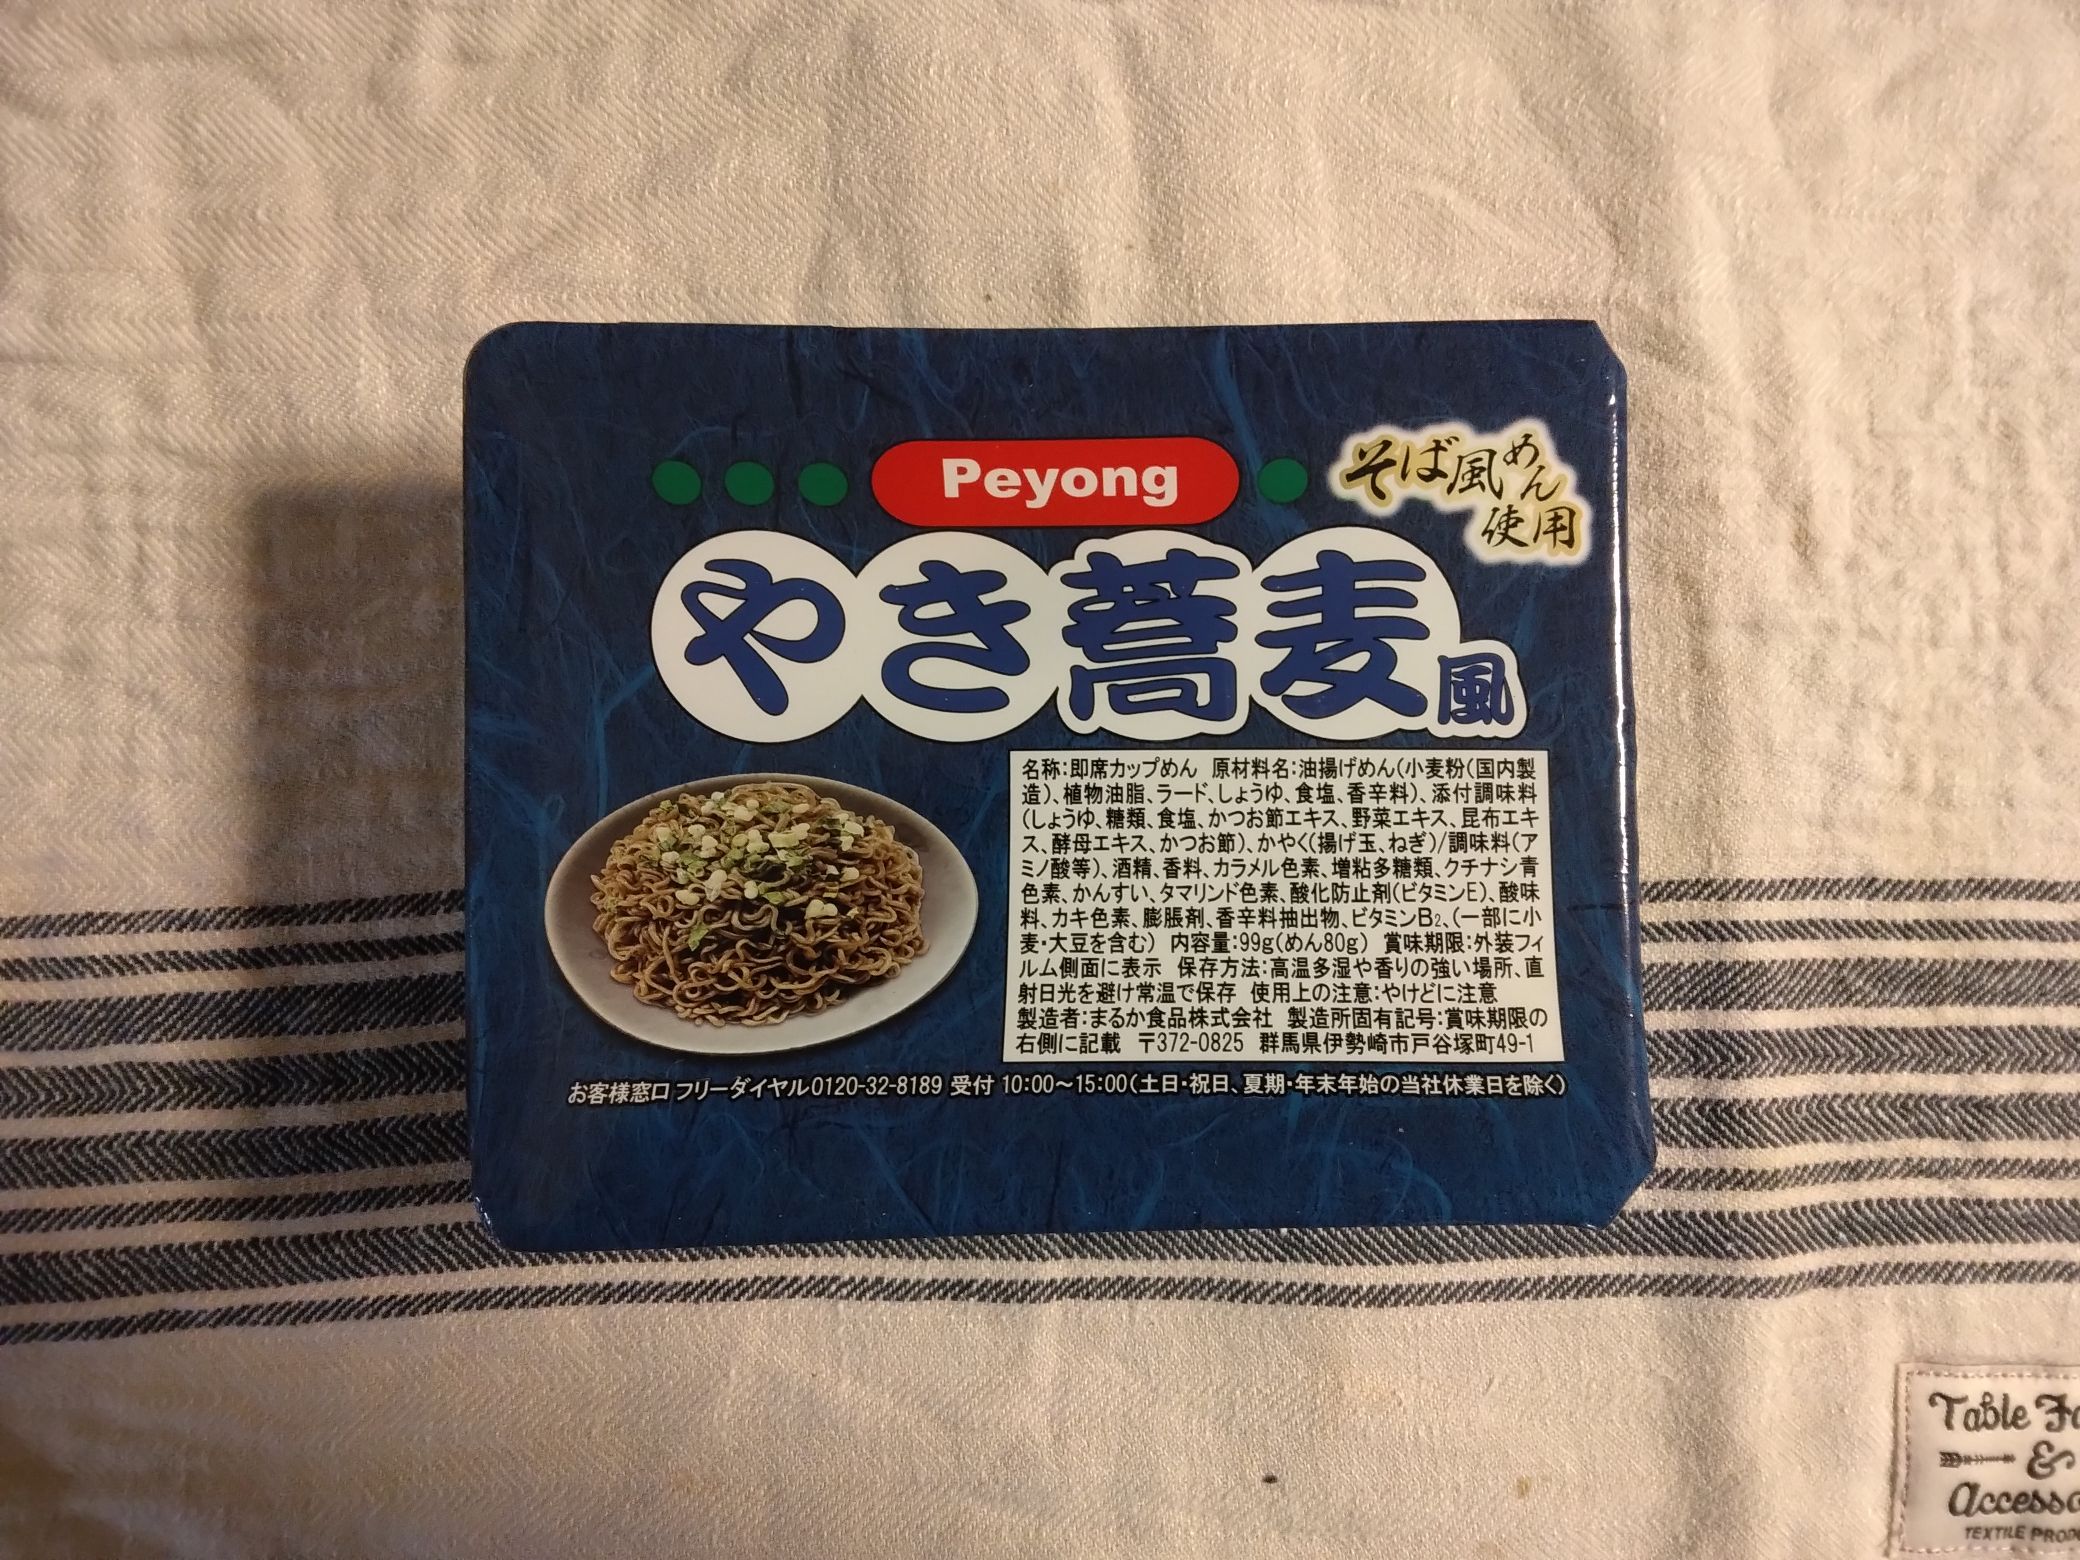 Peyong
そば風めん
使用
やき蕎麦風
名称:即席カップめん 原材料名:油揚げめん(小麦粉(国内製
造)、植物油脂、ラード、しょうゆ、食塩、香辛料)、添付調味料
(しょうゆ、糖類、食塩、かつお節エキス、野菜エキス、昆布エキ
ス、酵母エキス、かつお節)、かやく(揚げ玉、ねぎ)/調味料(ア
ミノ酸等)、酒精、香料、カラメル色素、増粘多糖類、クチナシ青
色素、かんすい、タマリンド色素、酸化防止剤(ビタミンE)、酸味
料、カキ色素、膨脹剤、香辛料抽出物、ビタミンB₂、(一部に小
麦・大豆を含む) 内容量:99g(めん80g) 賞味期限:外装フィ
ルム側面に表示 保存方法:高温多湿や香りの強い場所、直
射日光を避け常温で保存 使用上の注意:やけどに注意
製造者:まるか食品株式会社 製造所固有記号:賞味期限の
右側に記載 〒372-0825 群馬県伊勢崎市戸谷塚町49-1
お客様窓口 フリーダイヤル0120-32-8189 受付 10:00～15:00(土日・祝日、夏期・年末年始の当社休業日を除く)
Table
&
TEXTILE